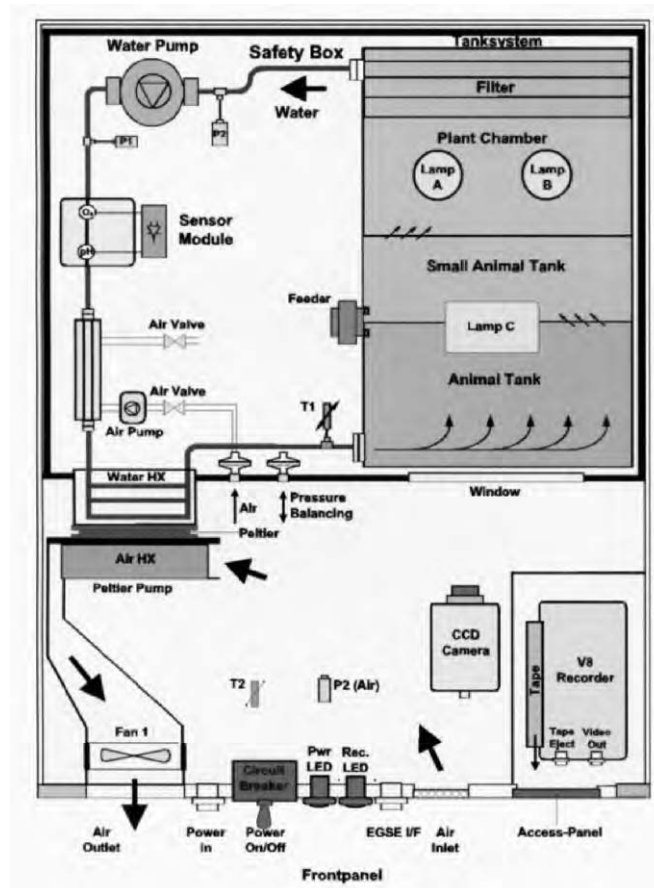 Water Pump
Safety Box
Tanksystem
Filter
Water
P1
P2
Plant Chamber
Lamp
A
Lamp
B
O₂
pH
Sensor
Module
Small Animal Tank
Feeder
Lamp C
Air Valve
Animal Tank
Air Valve
T1
Air Pump
Water HX
Window
Air
Pressure
Balancing
Peltier
Air HX
Peltier Pump
CCD
Camera
V8
Recorder
Tape
T2
P2 (Air)
Tape
Eject
Video
Out
Fan 1
Pwr
LED
Rec.
LED
Circuit
Breaker
Air
Outlet
Power
In
Power
On/Off
EGSE I/F
Air
Inlet
Access-Panel
Frontpanel